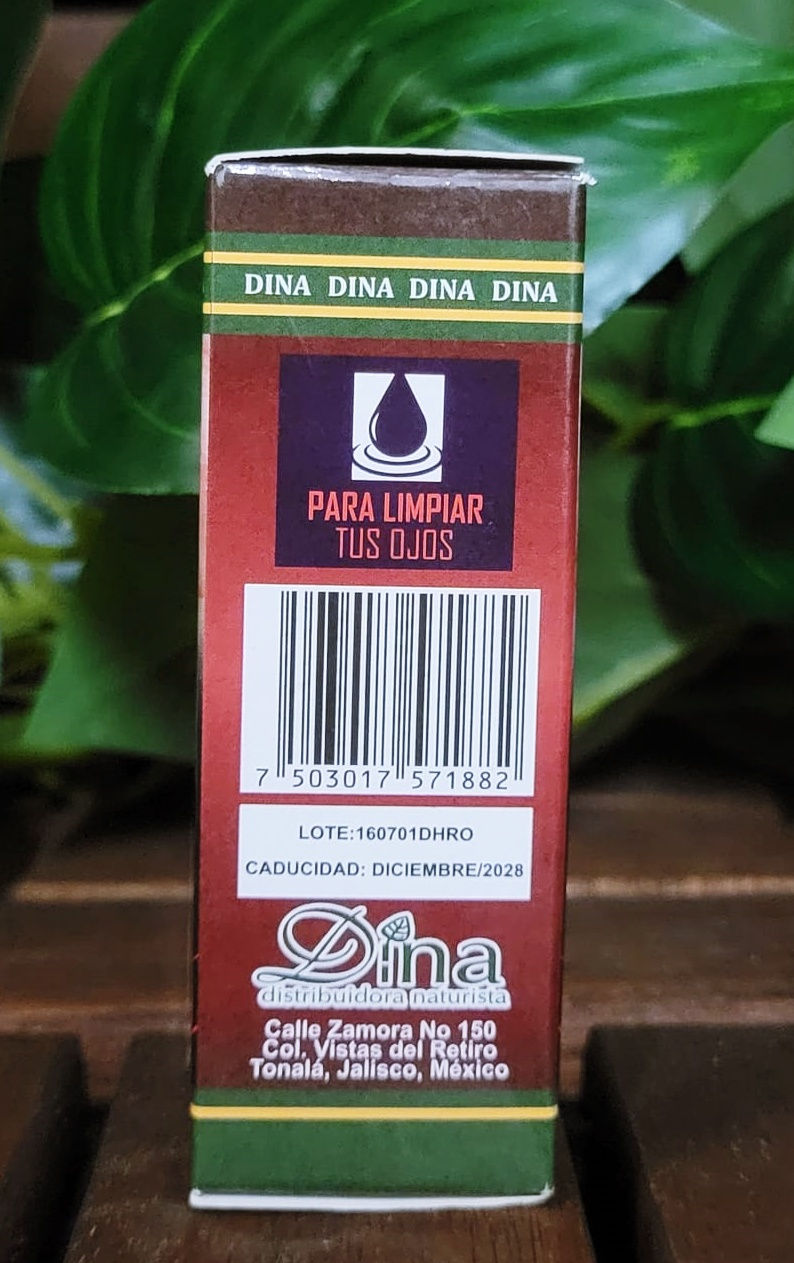 DINA DINA DINA DINA
PARA LIMPIAR
TUS OJOS
7 503017 571882
LOTE:160701DHRO
CADUCIDAD: DICIEMBRE/2028
Dina
distribuidora naturista
Calle Zamora No 150
Col. Vistas del Retiro
Tonalá, Jalisco, México